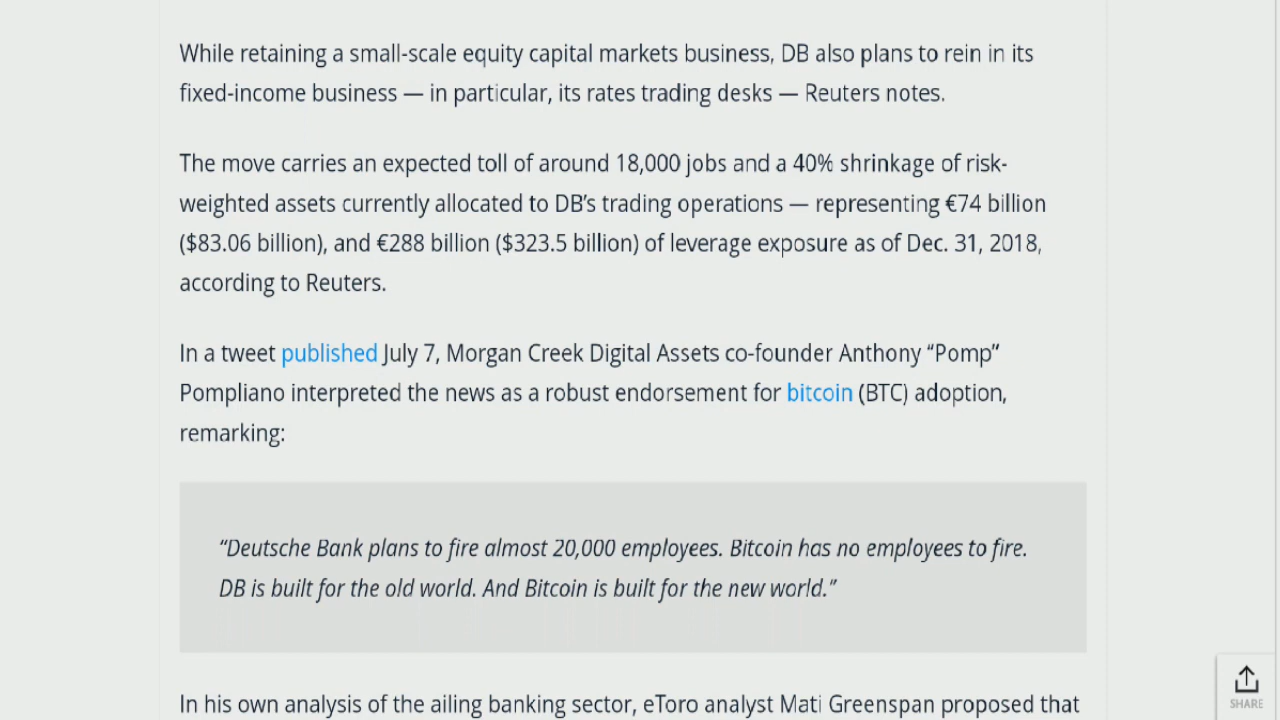 While retaining a small-scale equity capital markets business, DB also plans to rein in its
fixed-income business — in particular, its rates trading desks — Reuters notes.
The move carries an expected toll of around 18,000 jobs and a 40% shrinkage of risk-
weighted assets currently allocated to DB’s trading operations — representing €74 billion
($83.06 billion), and €288 billion ($323.5 billion) of leverage exposure as of Dec. 31, 2018,
according to Reuters.
In a tweet published July 7, Morgan Creek Digital Assets co-founder Anthony “Pomp”
Pompliano interpreted the news as a robust endorsement for bitcoin (BTC) adoption,
remarking:
“Deutsche Bank plans to fire almost 20,000 employees. Bitcoin has no employees to fire.
DB is built for the old world. And Bitcoin is built for the new world.”
In his own analysis of the ailing banking sector, eToro analyst Mati Greenspan proposed that
SHARE